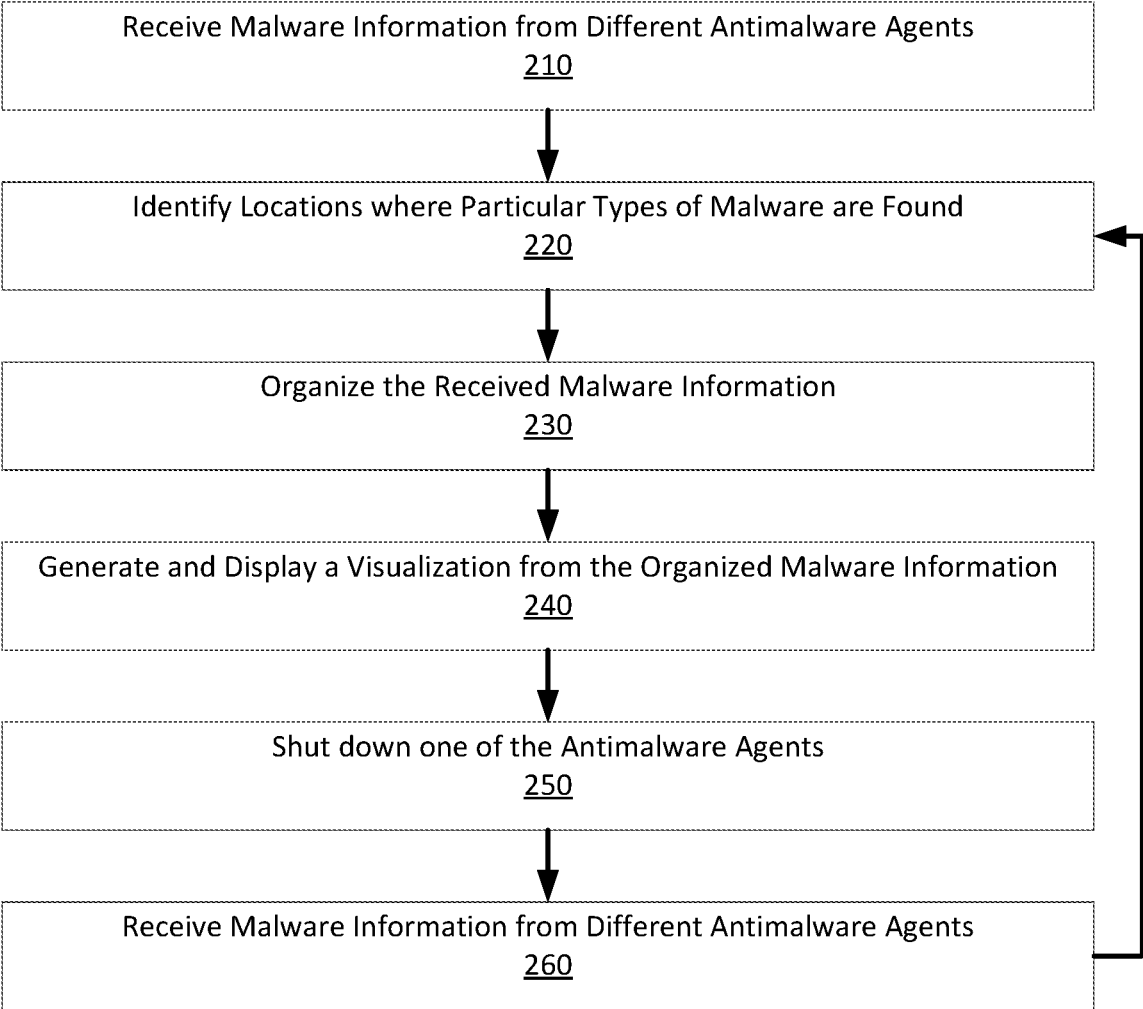 Receive Malware Information from Different Antimalware Agents
210
Identify Locations where Particular Types of Malware are Found
220
Organize the Received Malware Information
230
Generate and Display a Visualization from the Organized Malware Information
240
Shut down one of the Antimalware Agents
250
Receive Malware Information from Different Antimalware Agents
260